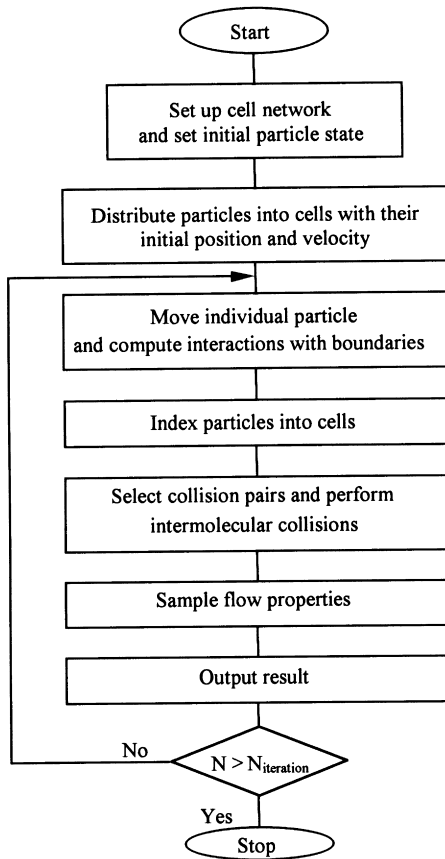 Start
Set up cell network
and set initial particle state
Distribute particles into cells with their
initial position and velocity
Move individual particle
and compute interactions with boundaries
Index particles into cells
Select collision pairs and perform
intermolecular collisions
Sample flow properties
Output result
No
N > Niteration
Yes
Stop